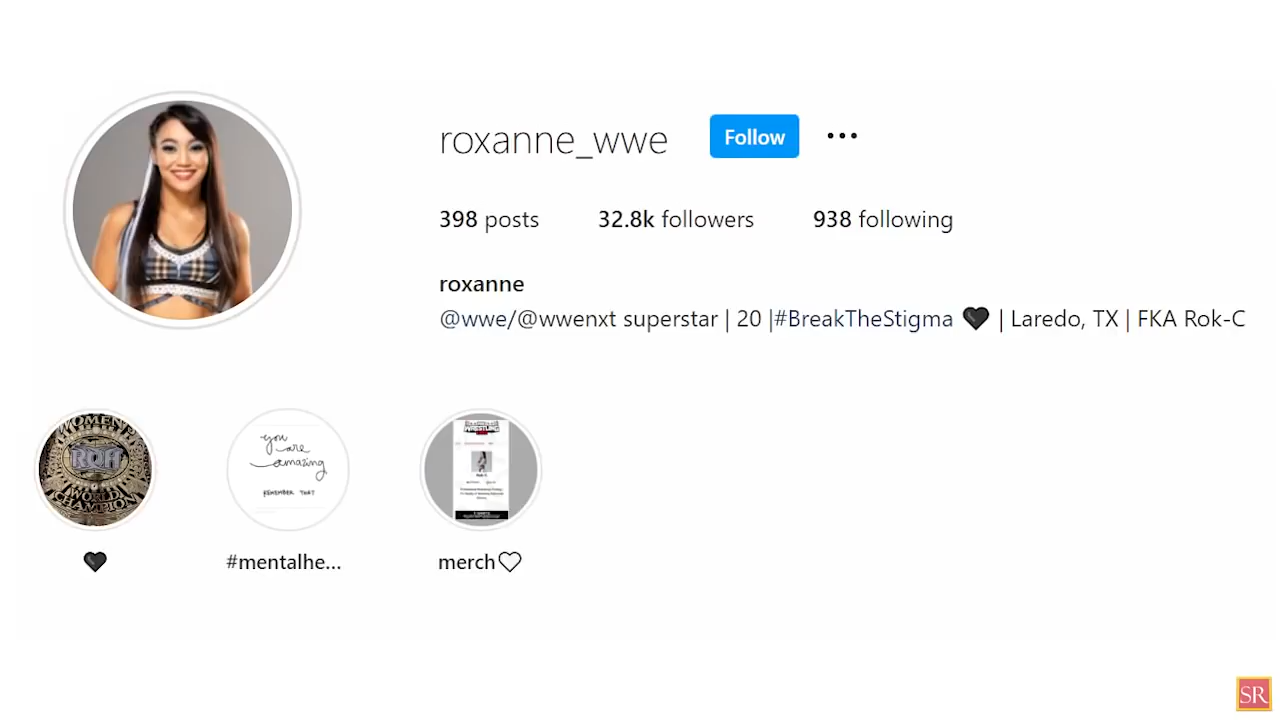 roxanne_wwe Follow
398 posts 32.8k followers 938 following
roxanne
@wwe/@wwenxt superstar | 20 |#BreakTheStigma 🖤 | Laredo, TX | FKA Rok-C
WOMEN
ROH
WORLD
CHAMPION
you
are
amazing
REMEMBER THAT
WRESTLING
🖤 #mentalhe... merch🤍
SR